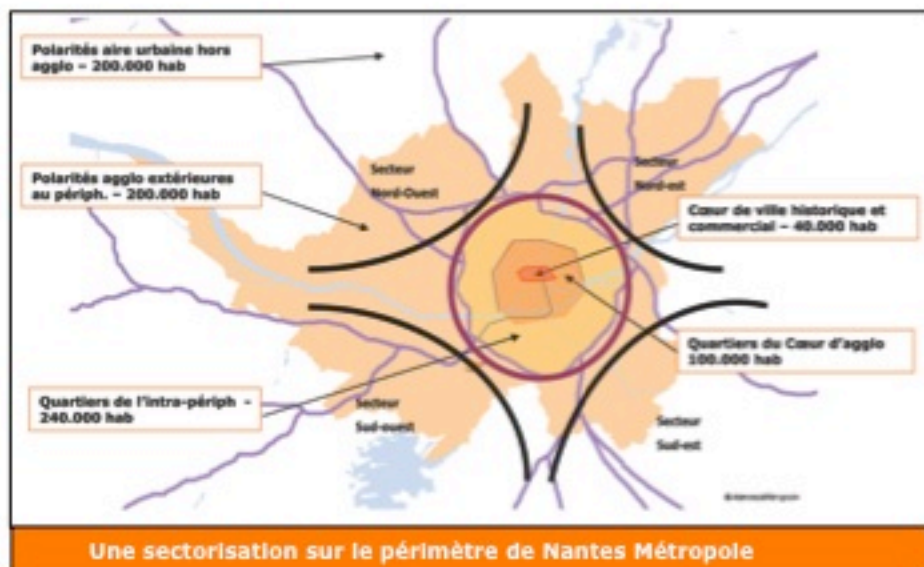 Polarités aire urbaine hors
agglo – 200.000 hab
Polarités agglo extérieures
au périph. – 200.000 hab
Secteur
Nord-Ouest
Secteur
Nord-est
Cœur de ville historique et
commercial – 40.000 hab
Quartiers du Cœur d'agglo
100.000 hab
Quartiers de l'intra-périph -
240.000 hab
Secteur
Sud-ouest
Secteur
Sud-est
Une sectorisation sur le périmètre de Nantes Métropole